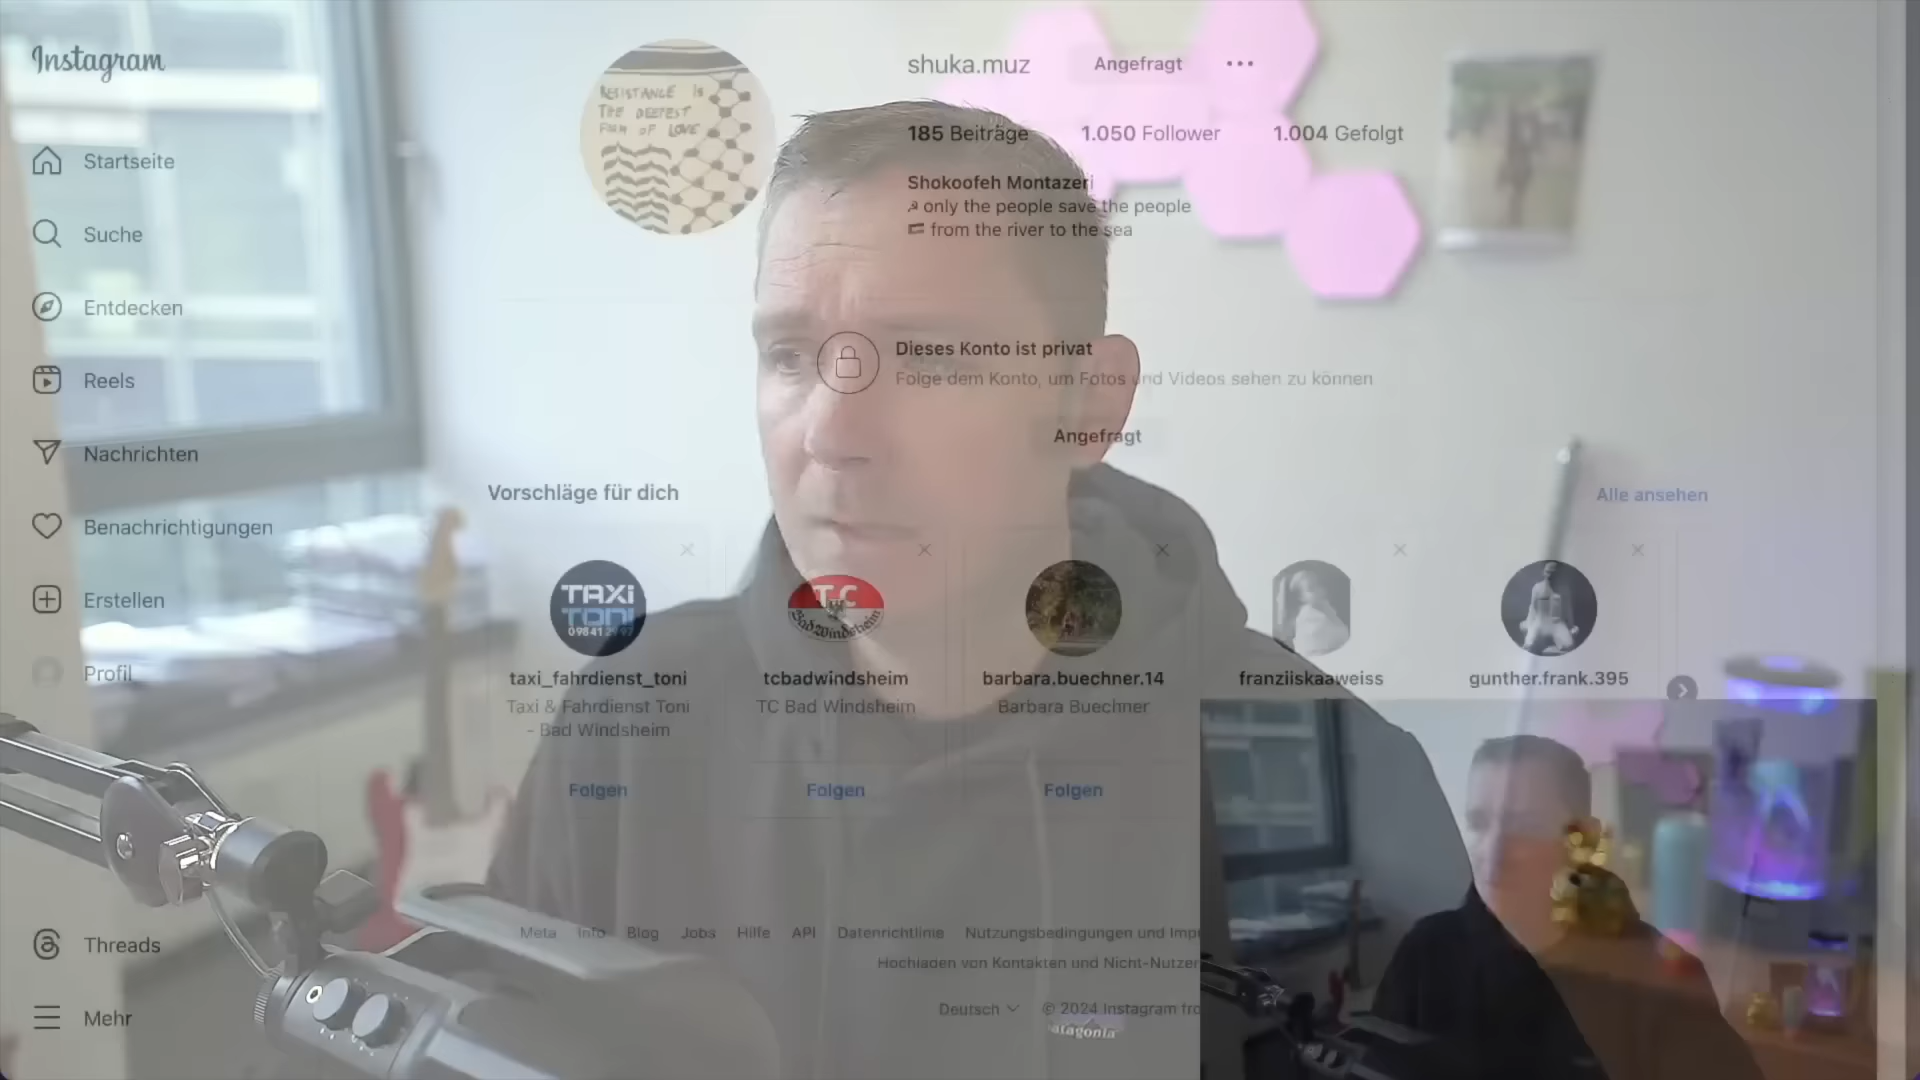 Instagram
Startseite
Suche
Entdecken
Reels
Nachrichten
Benachrichtigungen
Erstellen
Profil
Threads
Mehr
RESISTANCE IS
THE DEEPEST
FORM OF LOVE
shuka.muz Angefragt
185 Beiträge 1.050 Follower 1.004 Gefolgt
Shokoofeh Montazeri
only the people save the people
from the river to the sea
Dieses Konto ist privat
Folge dem Konto, um Fotos und Videos sehen zu können
Angefragt
Vorschläge für dich Alle ansehen
TAXI
TONI
TC
Bad Windsheim
taxi_fahrdienst_toni
Taxi & Fahrdienst Toni
- Bad Windsheim
Folgen
tcbadwindsheim
TC Bad Windsheim
Folgen
barbara.buechner.14
Barbara Buechner
Folgen
franziiskaaweiss
gunther.frank.395
Meta Info Blog Jobs Hilfe API Datenrichtlinie Nutzungsbedingungen und
Hochladen von Kontakten und Nicht-Nutzer
Deutsch © 2024 Instagram
patagonia